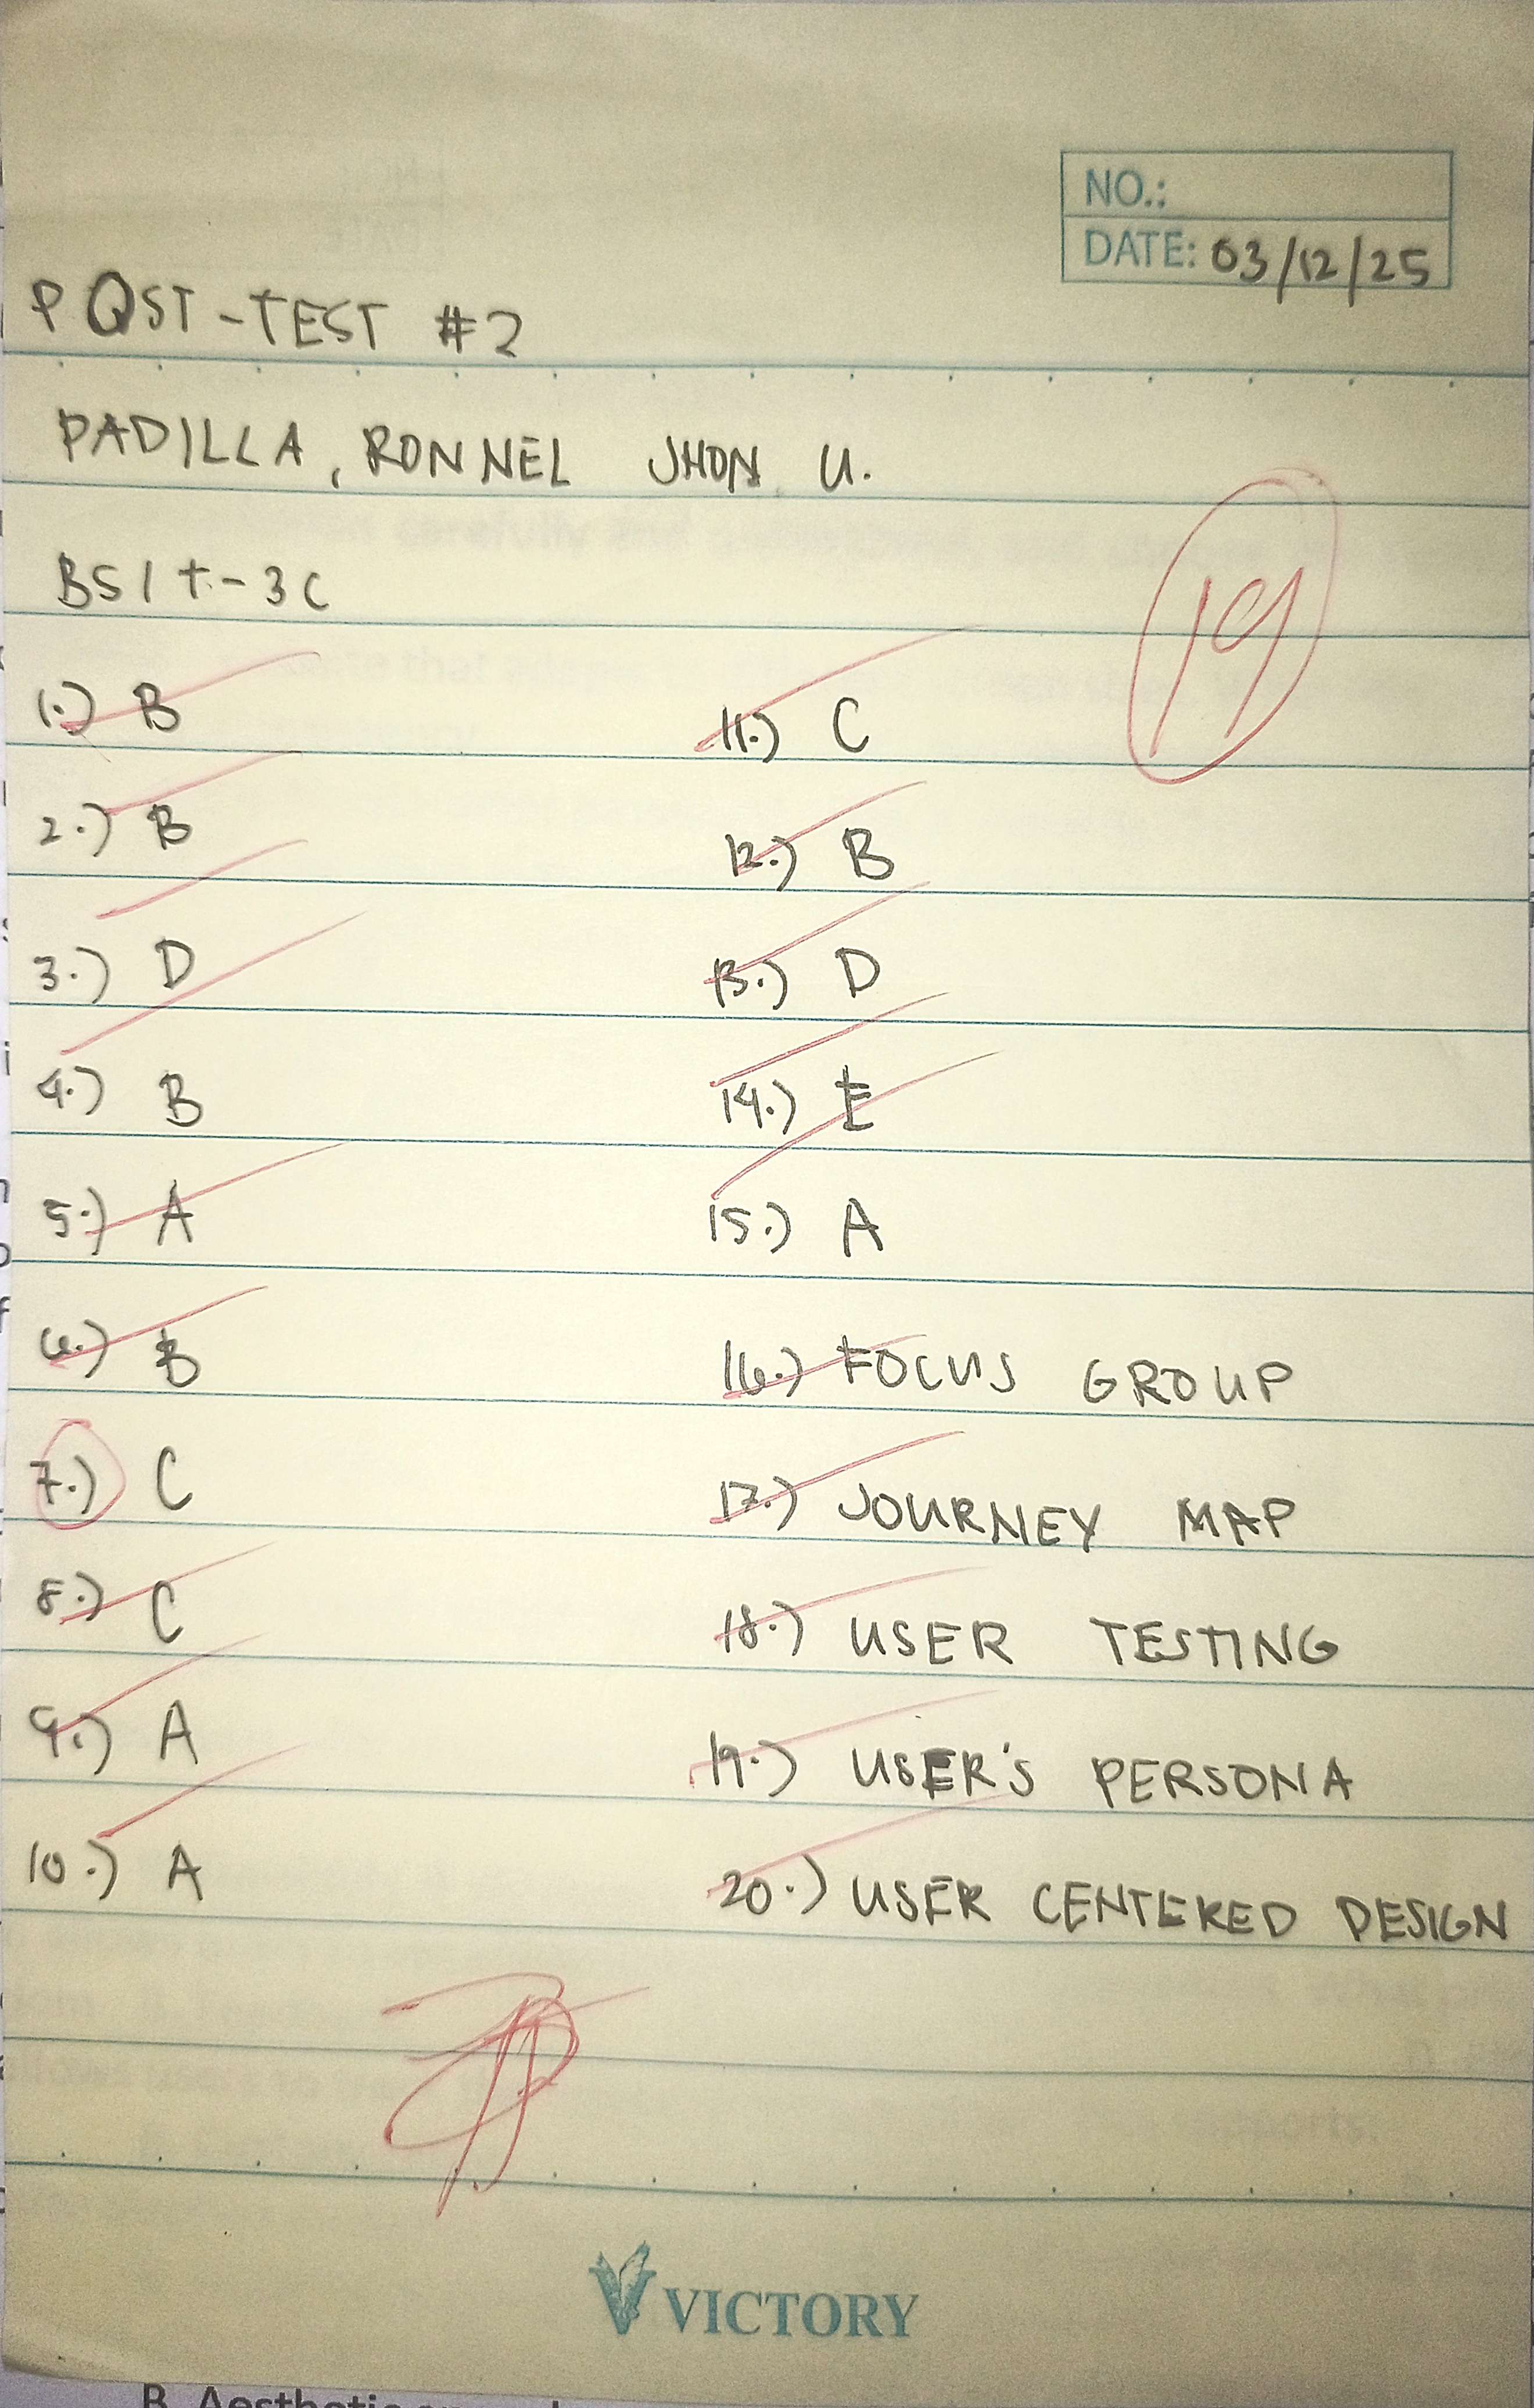 NO.:
DATE: 03/12/25
POST-TEST #2
PADILLA, RONNEL JHON U.
BSIT-3C
19
1.) B
2.) B
3.) D
4.) B
5.) A
6.) B
7.) C
8.) C
9.) A
10.) A
11.) C
12.) B
13.) D
14.) E
15.) A
16.) FOCUS GROUP
17.) JOURNEY MAP
18.) USER TESTING
19.) USER'S PERSONA
20.) USER CENTERED DESIGN
VICTORY
B. Aesthetic